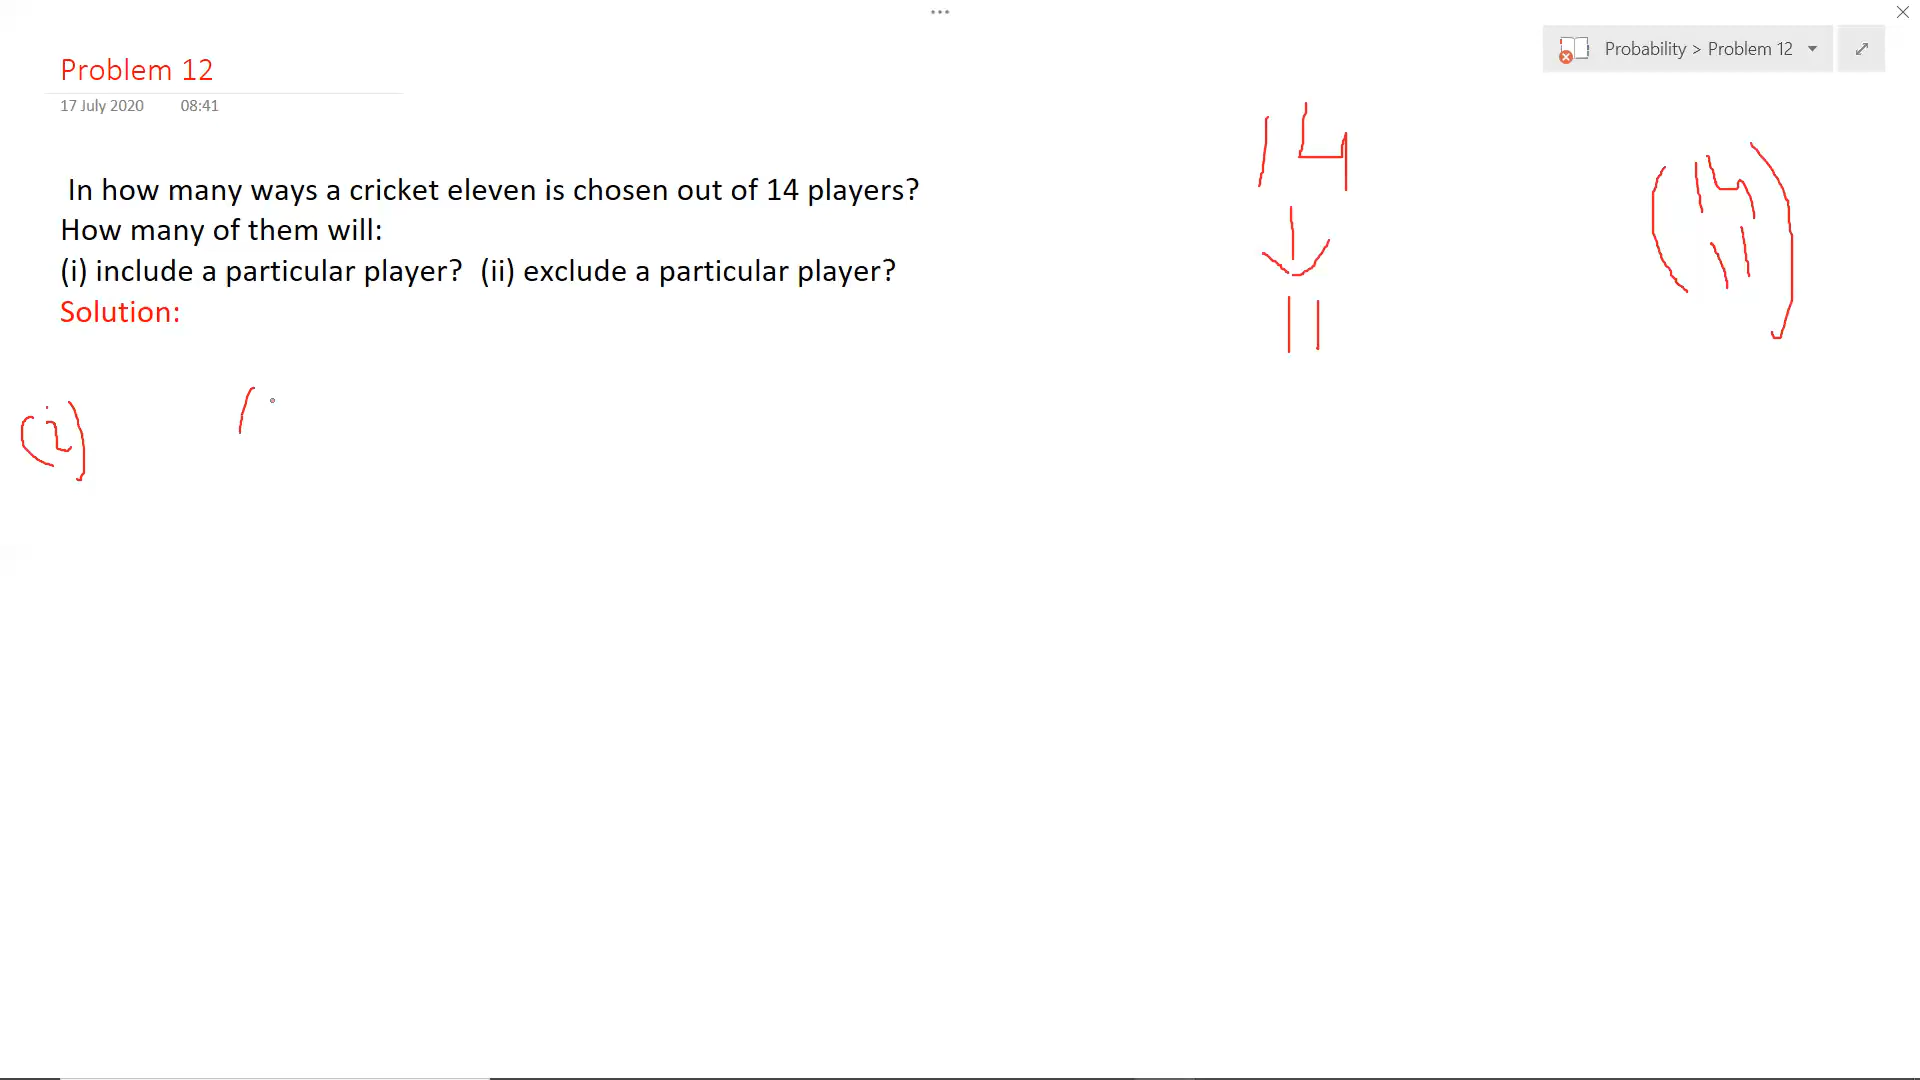 Probability > Problem 12
Problem 12
17 July 2020 08:41
In how many ways a cricket eleven is chosen out of 14 players?
How many of them will:
(i) include a particular player? (ii) exclude a particular player?
Solution:
14
11
(14
11)
(i)